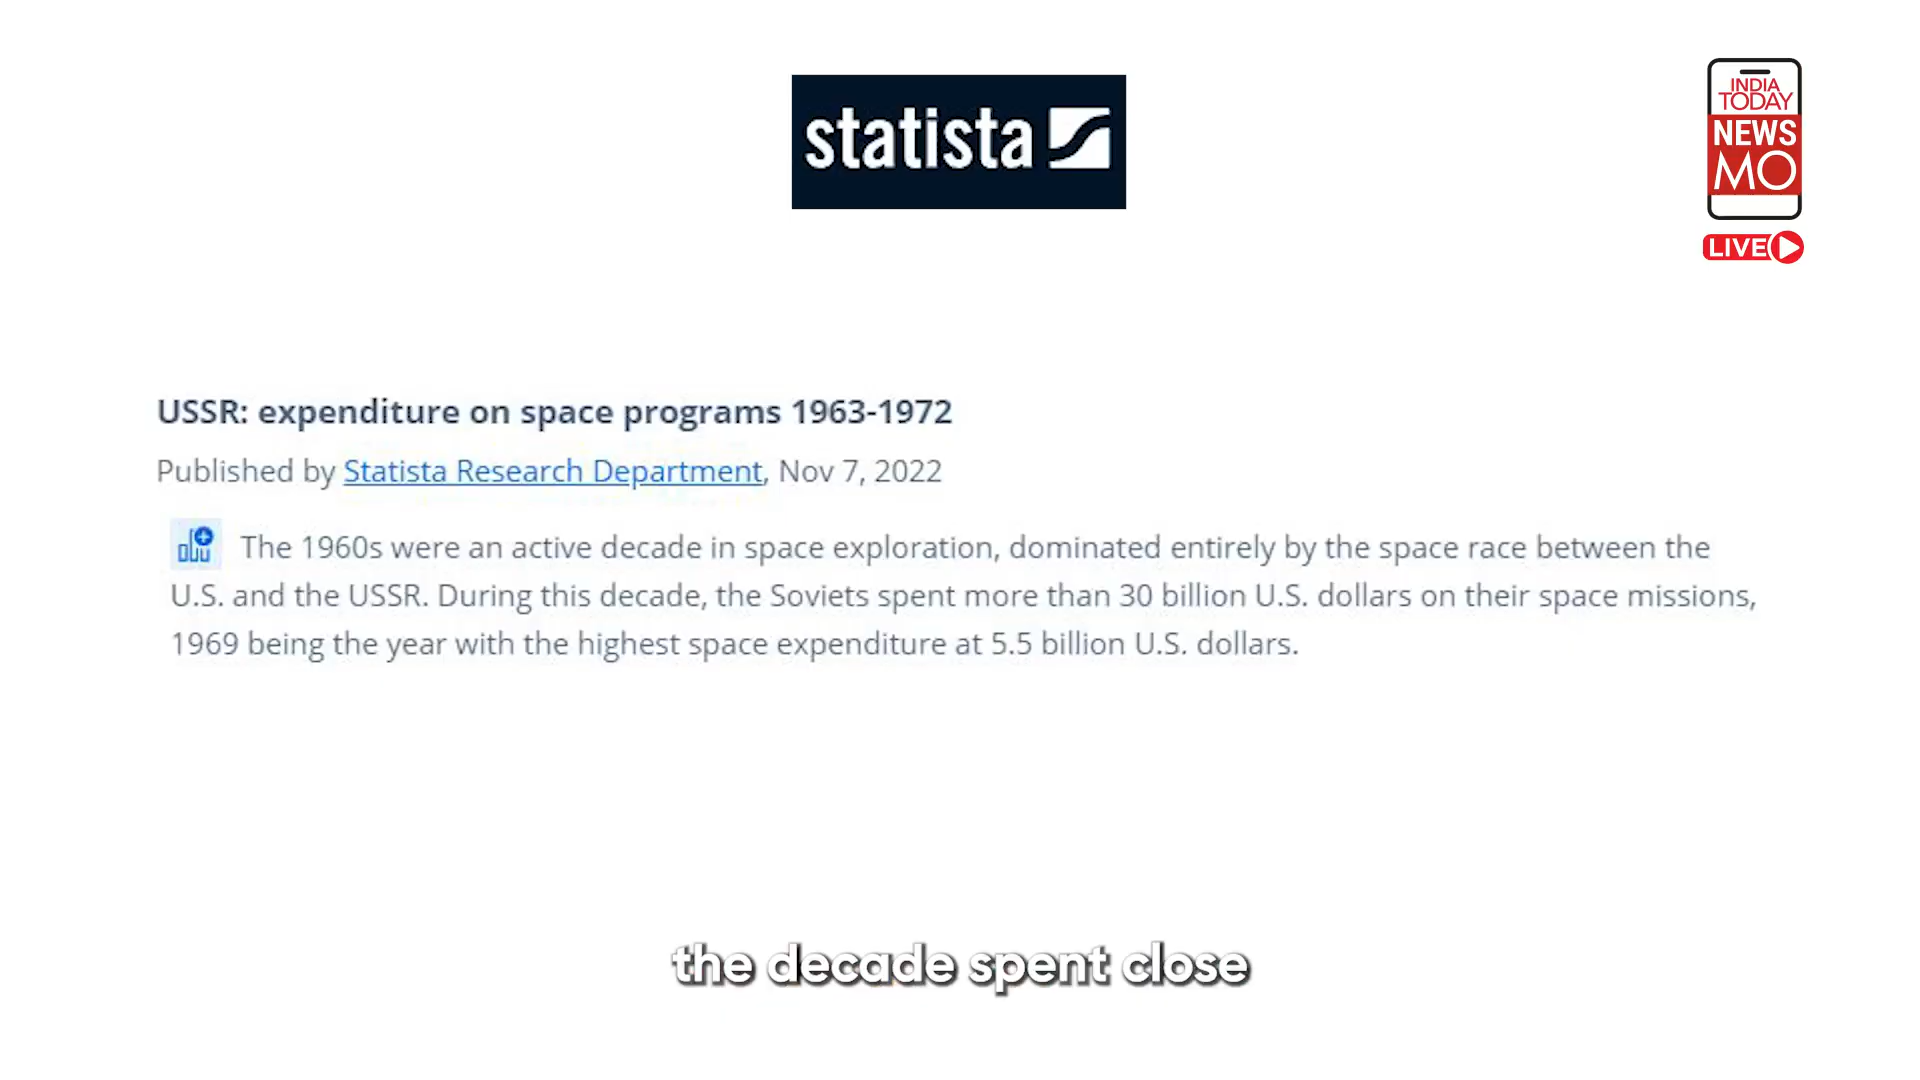 statista
INDIA
TODAY
NEWS
MO
LIVE
USSR: expenditure on space programs 1963-1972
Published by Statista Research Department, Nov 7, 2022
The 1960s were an active decade in space exploration, dominated entirely by the space race between the
U.S. and the USSR. During this decade, the Soviets spent more than 30 billion U.S. dollars on their space missions,
1969 being the year with the highest space expenditure at 5.5 billion U.S. dollars.
the decade spent close